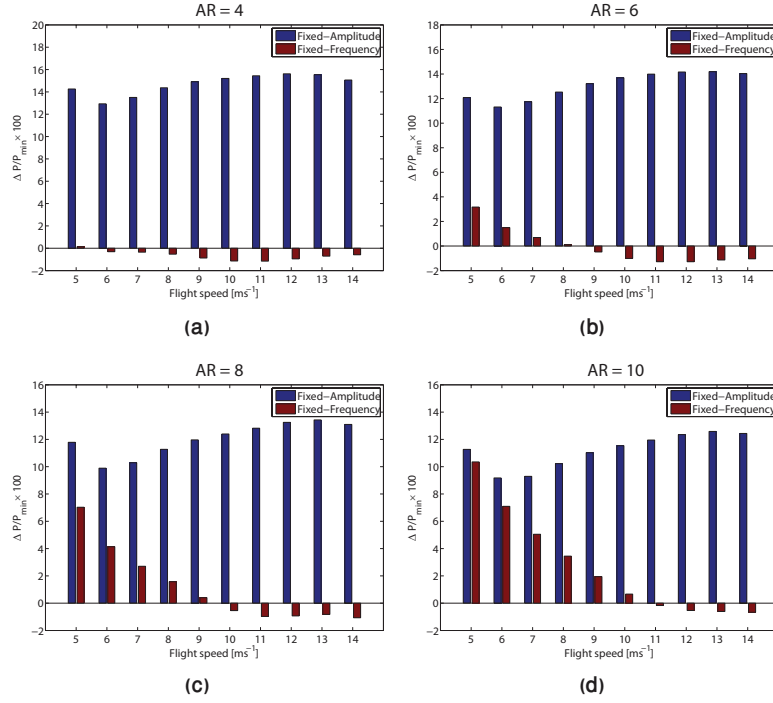 AR = 4
20
18
16
14
12
10
8
6
4
2
0
−2
Δ P/P_min × 100
Fixed−Amplitude
Fixed−Frequency
5 6 7 8 9 10 11 12 13 14
Flight speed [ms⁻¹]
(a)
AR = 6
18
16
14
12
10
8
6
4
2
0
−2
Δ P/P_min × 100
Fixed−Amplitude
Fixed−Frequency
5 6 7 8 9 10 11 12 13 14
Flight speed [ms⁻¹]
(b)
AR = 8
16
14
12
10
8
6
4
2
0
−2
Δ P/P_min × 100
Fixed−Amplitude
Fixed−Frequency
5 6 7 8 9 10 11 12 13 14
Flight speed [ms⁻¹]
(c)
AR = 10
16
14
12
10
8
6
4
2
0
−2
Δ P/P_min × 100
Fixed−Amplitude
Fixed−Frequency
5 6 7 8 9 10 11 12 13 14
Flight speed [ms⁻¹]
(d)